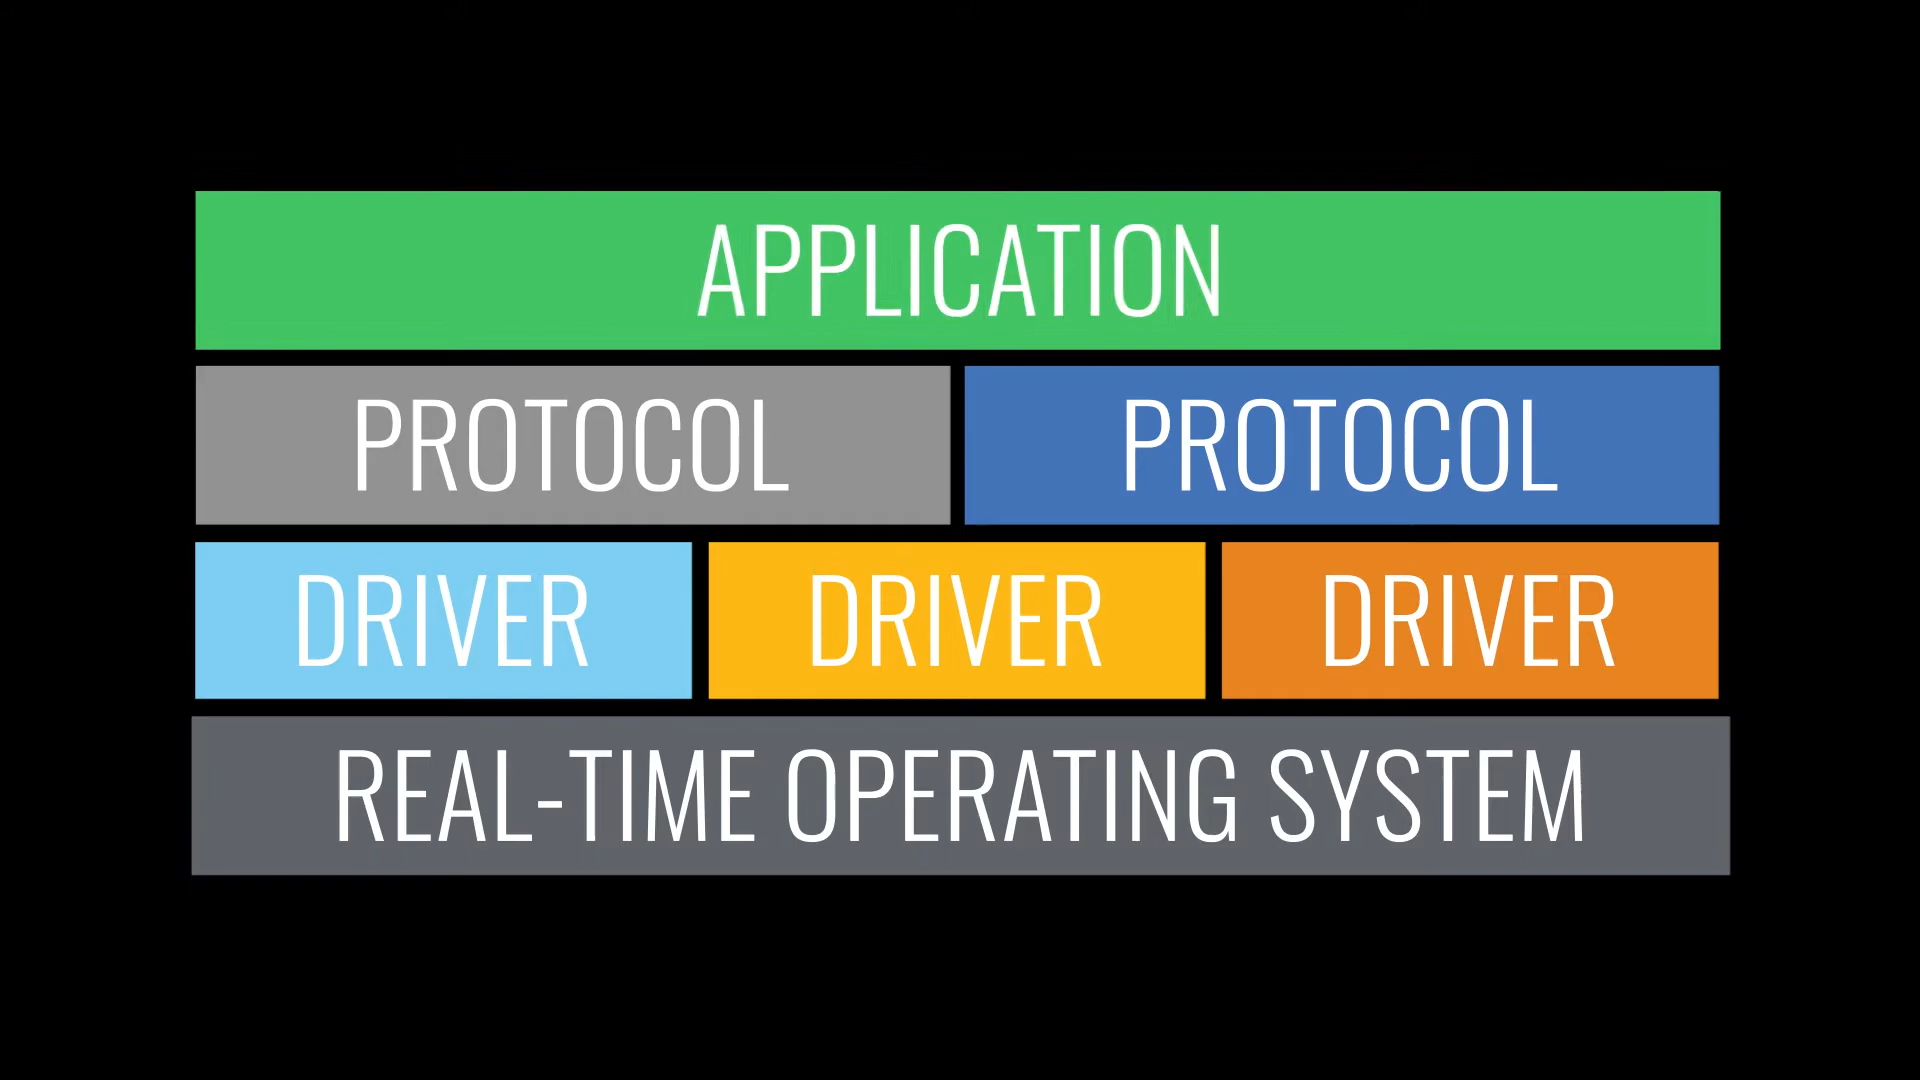 APPLICATION
PROTOCOL PROTOCOL
DRIVER DRIVER DRIVER
REAL-TIME OPERATING SYSTEM